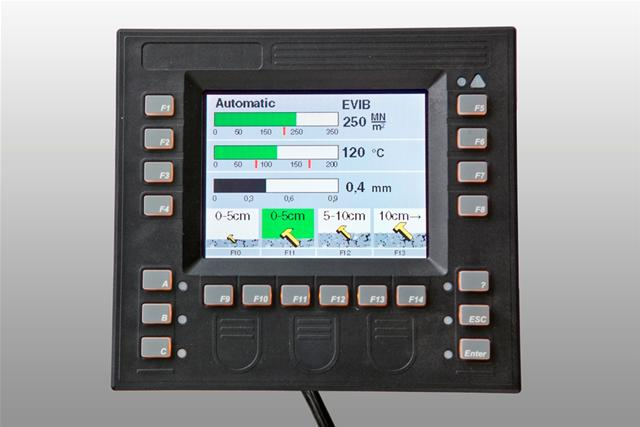 Automatic EVIB
250 MN/m²
0 50 150 250 350
120 °C
0 50 100 150 200
0,4 mm
0 0,3 0,6 0,9
0-5cm 0-5cm 5-10cm 10cm→
F10 F11 F12 F13
F1
F2
F3
F4
F5
F6
F7
F8
F9 F10 F11 F12 F13 F14
A
B
C
?
ESC
Enter